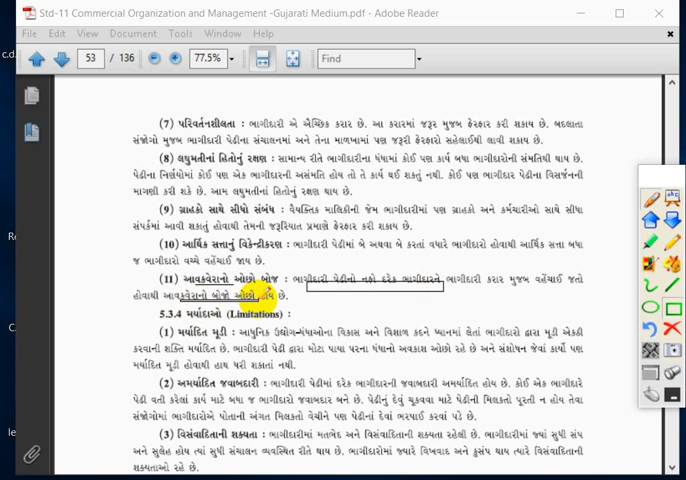 Std-11 Commercial Organization and Management -Gujarati Medium.pdf - Adobe Reader
File Edit View Document Tools Window Help
53 / 136 77.5% Find
(7) પરિવર્તનશીલતા : ભાગીદારી એ ઐચ્છિક કરાર છે. આ કરારમાં જરૂર મુજબ ફેરફાર કરી શકાય છે. બદલાતા
સંજોગો મુજબ ભાગીદારી પેઢીના સંચાલનમાં અને તેના માળખામાં પણ જરૂરી ફેરફારો સહેલાઈથી લાવી શકાય છે.
(8) લઘુમતીનાં હિતોનું રક્ષણ : સામાન્ય રીતે ભાગીદારીના ધંધામાં કોઈ પણ કાર્ય બધા ભાગીદારોની સંમતિથી થાય છે.
પેઢીના નિર્ણયોમાં કોઈ પણ એક ભાગીદારની અસંમતિ હોય તો તે કાર્ય થઈ શકતું નથી. કોઈ પણ ભાગીદાર પેઢીના વિસર્જનની
માગણી કરી શકે છે. આમ લઘુમતીનાં હિતોનું રક્ષણ થાય છે.
(9) ગ્રાહકો સાથે સીધો સંબંધ : વૈયક્તિક માલિકીની જેમ ભાગીદારીમાં પણ ગ્રાહકો અને કર્મચારીઓ સાથે સીધા
સંપર્કમાં આવી શકાતું હોવાથી તેમની જરૂરિયાત પ્રમાણે ફેરફાર કરી શકાય છે.
(10) આર્થિક સત્તાનું વિકેન્દ્રીકરણ : ભાગીદારી પેઢીમાં બે અથવા બે કરતાં વધારે ભાગીદારો હોવાથી આર્થિક સત્તા બધા
જ ભાગીદારો વચ્ચે વહેંચાઈ જાય છે.
(11) આવકવેરાનો ઓછો બોજ : ભાગીદારી પેઢીનો નફો દરેક ભાગીદારને ભાગીદારી કરાર મુજબ વહેંચાઈ જતો
હોવાથી આવકવેરાનો બોજો ઓછો હોય છે.
5.3.4 મર્યાદાઓ (Limitations) :
(1) મર્યાદિત મૂડી : આધુનિક ઉદ્યોગ-ધંધાઓના વિકાસ અને વિશાળ કદને ધ્યાનમાં લેતાં ભાગીદારો દ્વારા મૂડી એકઠી
કરવાની શક્તિ મર્યાદિત છે. ભાગીદારી પેઢી દ્વારા મોટા પાયા પરના ધંધાનો અવકાશ ઓછો રહે છે અને સંશોધન જેવાં કાર્યો પણ
મર્યાદિત મૂડી હોવાથી હાથ ધરી શકાતાં નથી.
(2) અમર્યાદિત જવાબદારી : ભાગીદારી પેઢીમાં દરેક ભાગીદારની જવાબદારી અમર્યાદિત હોય છે. કોઈ એક ભાગીદારે
પેઢી વતી કરેલાં કાર્ય માટે બધા જ ભાગીદારો જવાબદાર બને છે. પેઢીનું દેવું ચૂકવવા માટે પેઢીની મિલકતો પૂરતી ન હોય તેવા
સંજોગોમાં ભાગીદારોએ પોતાની અંગત મિલકતો વેચીને પણ પેઢીનાં દેવાં ભરપાઈ કરવાં પડે છે.
(3) વિસંવાદિતાની શક્યતા : ભાગીદારીમાં મતભેદ અને વિસંવાદિતાની શક્યતા રહેલી છે. ભાગીદારીમાં જ્યાં સુધી સંપ
અને સુલેહ હોય ત્યાં સુધી સંચાલન વ્યવસ્થિત રીતે થાય છે. ભાગીદારોમાં જ્યારે વિખવાદ અને કુસંપ થાય ત્યારે વિસંવાદિતાની
શક્યતાઓ રહે છે.